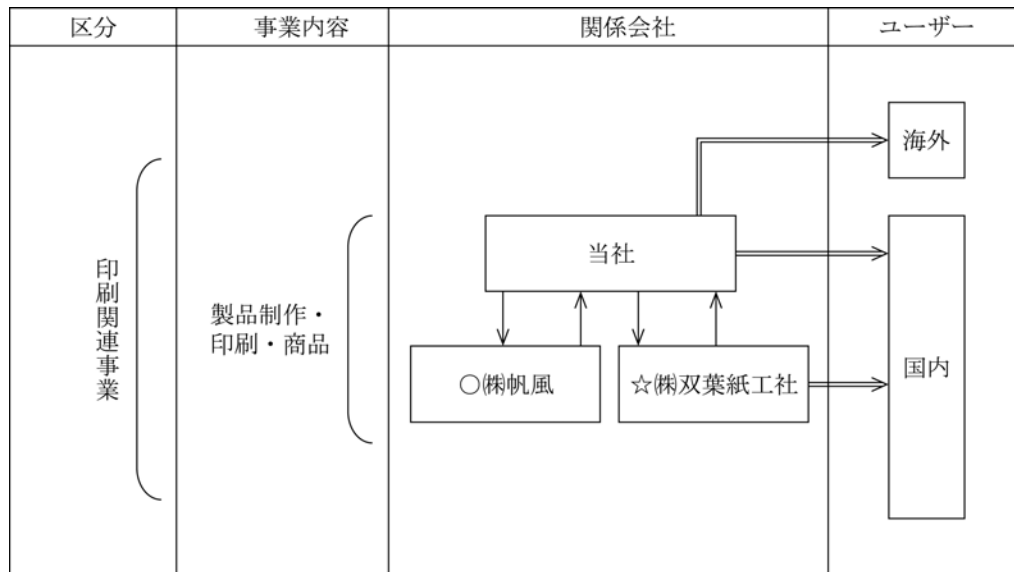 区分
事業内容
関係会社
ユーザー
海外
当社
印刷関連事業
製品制作・
印刷・商品
○㈱帆風
☆㈱双葉紙工社
国内